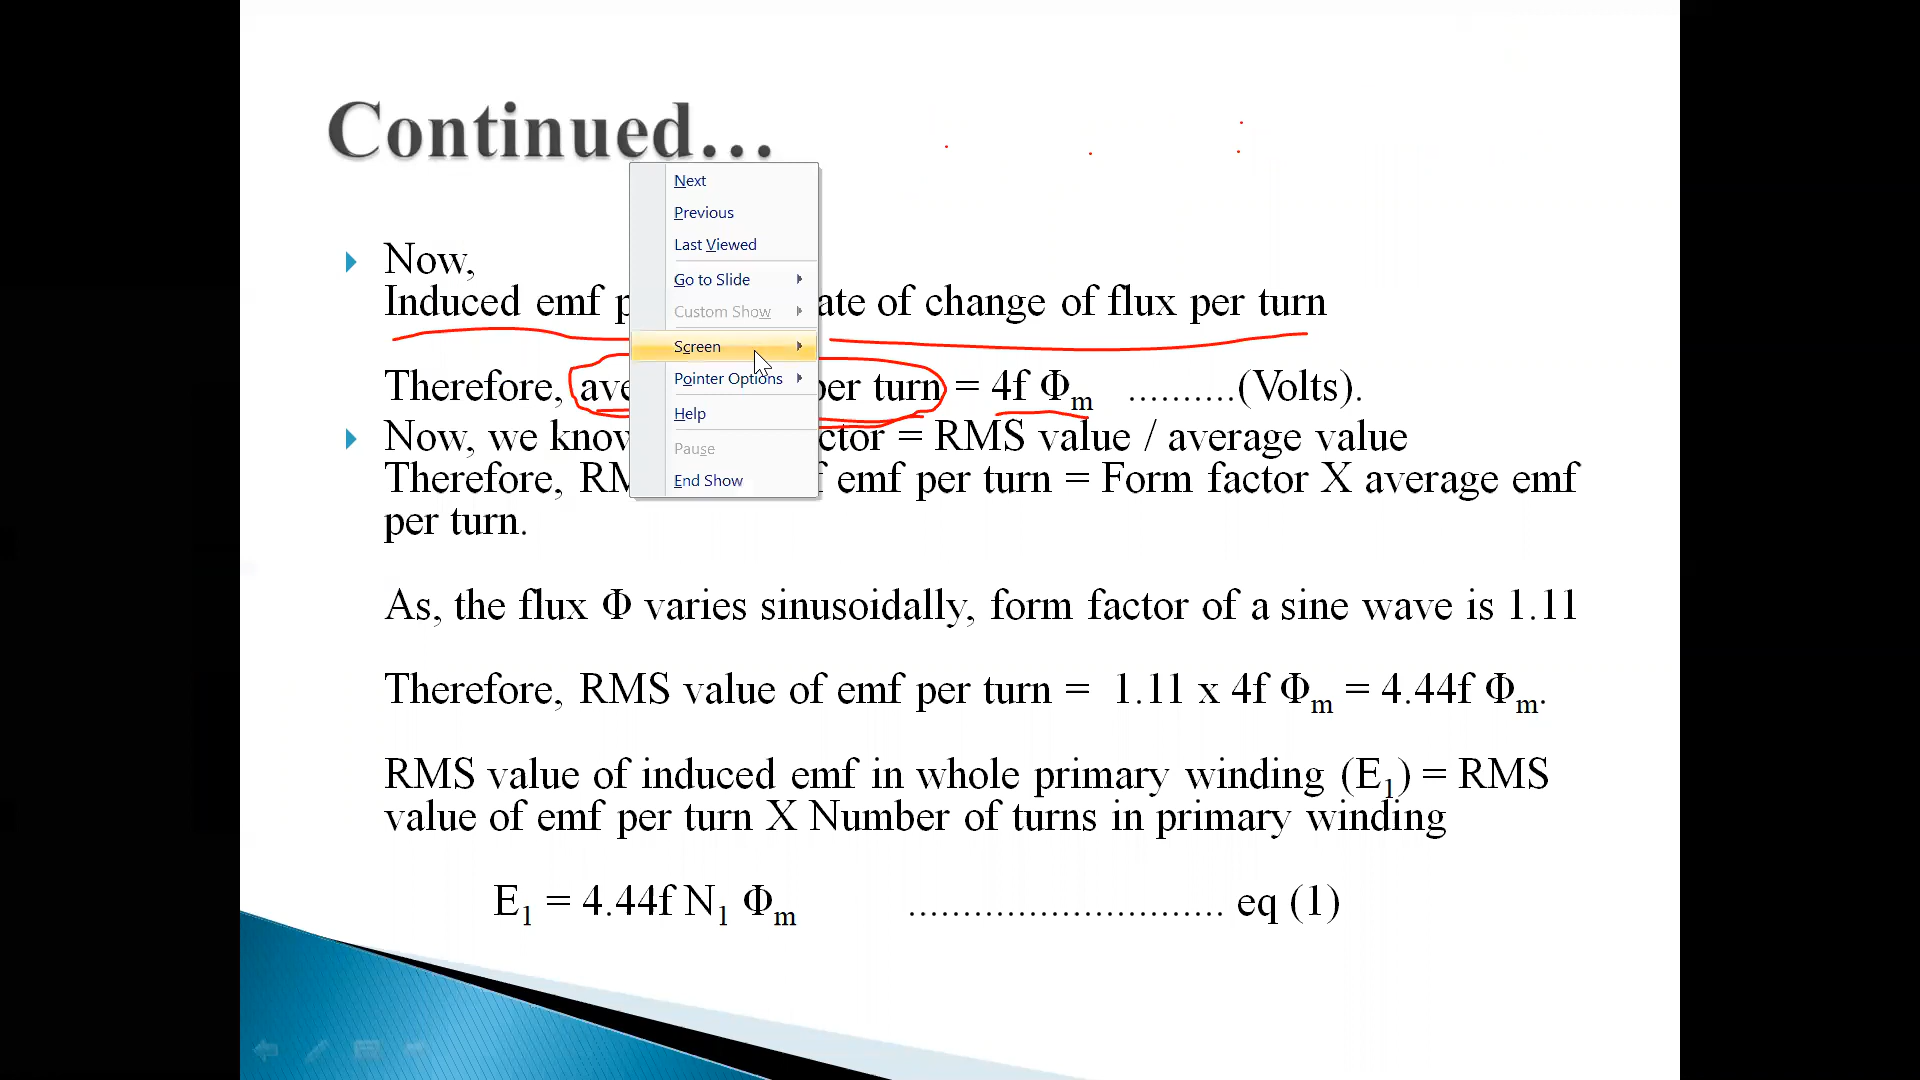 Continued...
Next
Previous
Last Viewed
Go to Slide
Custom Show
Screen
Pointer Options
Help
Pause
End Show
Now,
Induced emf of change of flux per turn
Therefore, per turn = 4f Φm ..........(Volts).
Now, we = RMS value / average value
Therefore, emf per turn = Form factor X average emf
per turn.
As, the flux Φ varies sinusoidally, form factor of a sine wave is 1.11
Therefore, RMS value of emf per turn = 1.11 x 4f Φm = 4.44f Φm.
RMS value of induced emf in whole primary winding (E1) = RMS
value of emf per turn X Number of turns in primary winding
E1 = 4.44f N1 Φm ............................. eq (1)